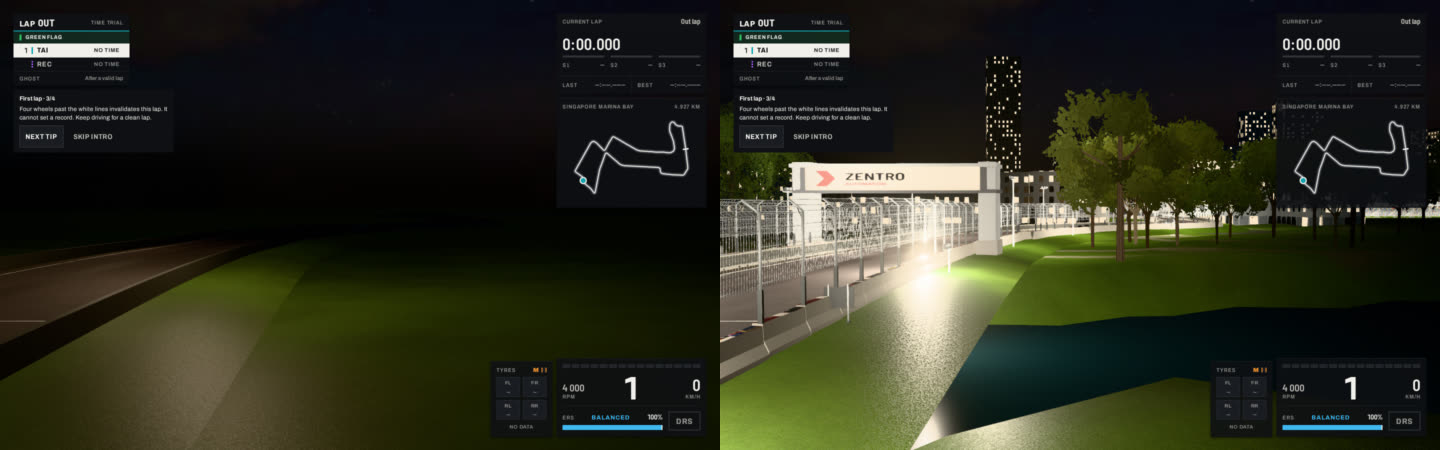 LAP OUT TIME TRIAL
GREEN FLAG
1 TAI NO TIME
REC NO TIME
GHOST After a valid lap
First lap · 3/4
Four wheels past the white lines invalidates this lap. It
cannot set a record. Keep driving for a clean lap.
NEXT TIP SKIP INTRO
CURRENT LAP Out lap
0:00.000
S1 – S2 – S3 –
LAST --:--.--- BEST --:--.---
SINGAPORE MARINA BAY 4.927 KM
TYRES M
FL FR
– –
RL RR
– –
NO DATA
4 000 1 0
RPM KM/H
ERS BALANCED 100% DRS
LAP OUT TIME TRIAL
GREEN FLAG
1 TAI NO TIME
REC NO TIME
GHOST After a valid lap
First lap · 3/4
Four wheels past the white lines invalidates this lap. It
cannot set a record. Keep driving for a clean lap.
NEXT TIP SKIP INTRO
ZENTRO
CURRENT LAP Out lap
0:00.000
S1 – S2 – S3 –
LAST --:--.--- BEST --:--.---
SINGAPORE MARINA BAY 4.927 KM
TYRES M
FL FR
– –
RL RR
– –
NO DATA
4 000 1 0
RPM KM/H
ERS BALANCED 100% DRS